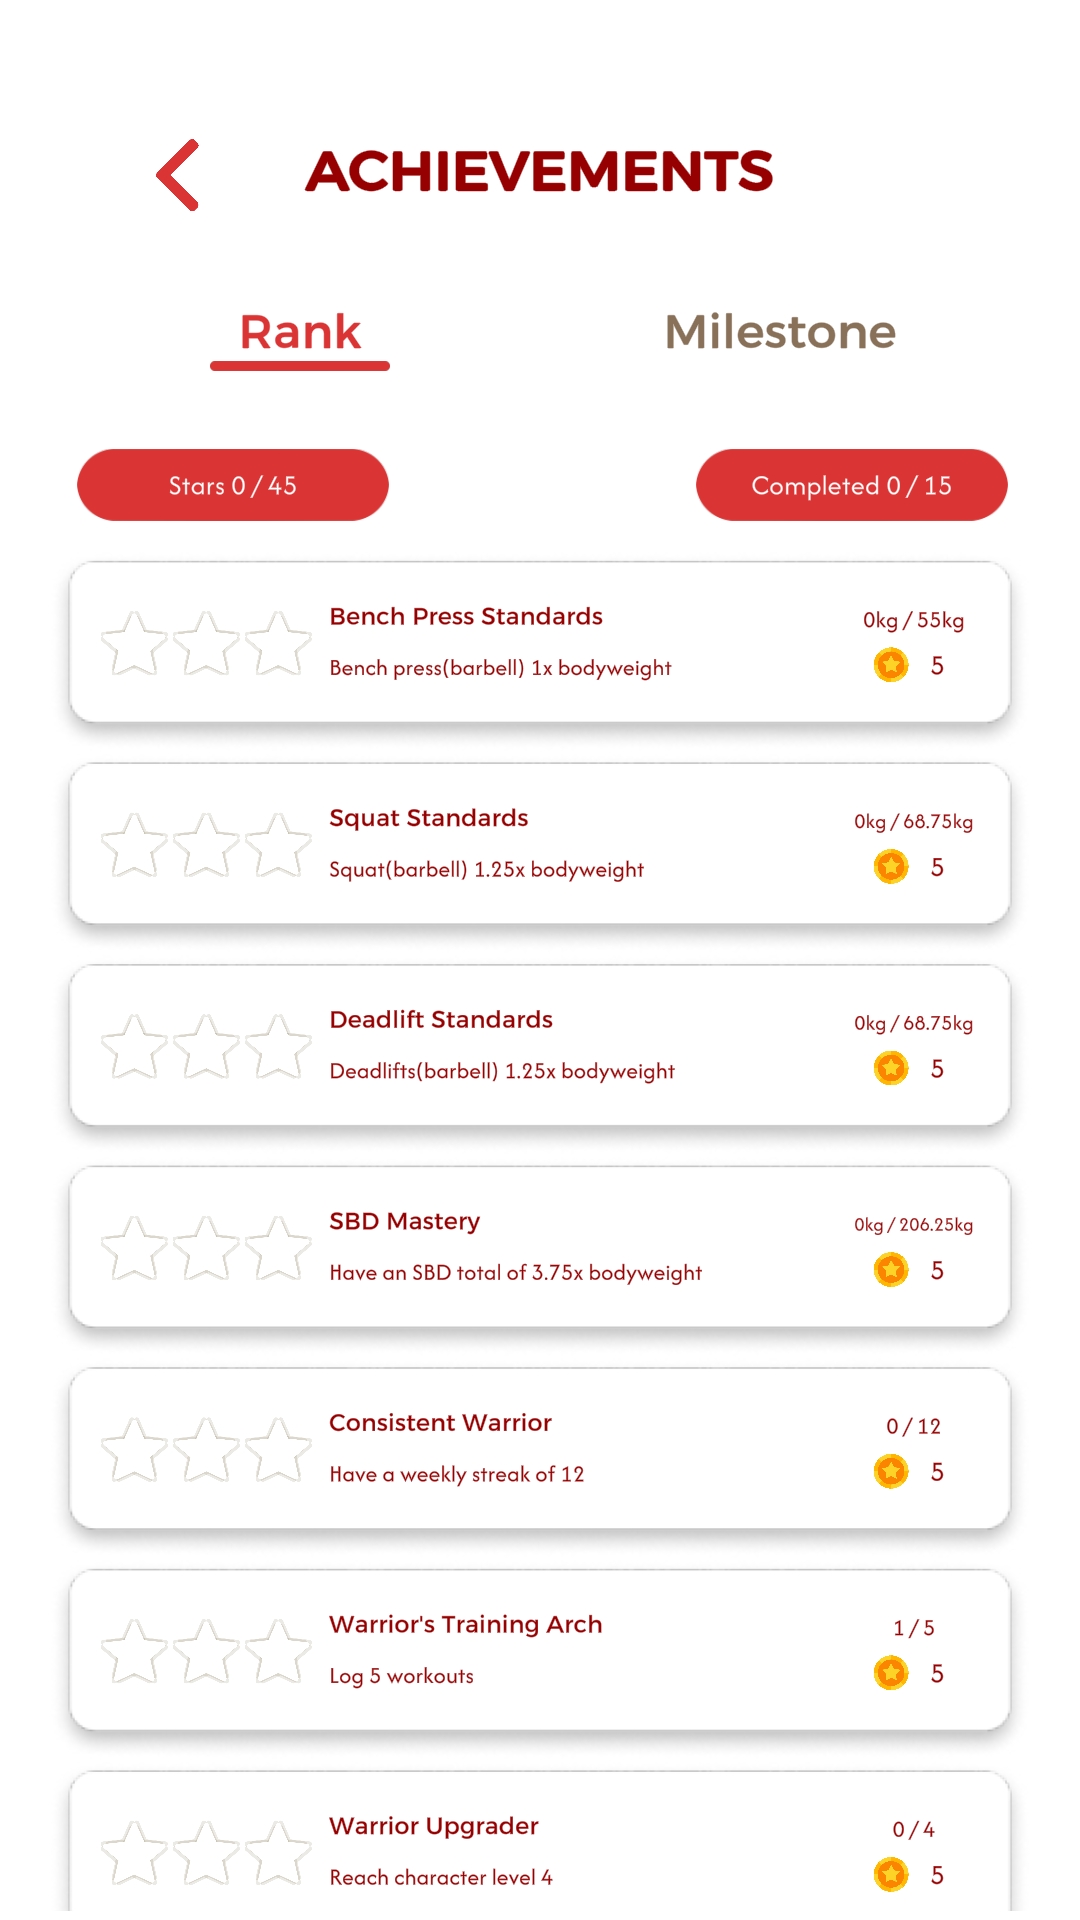 ACHIEVEMENTS
Rank
Milestone
Stars 0 / 45
Completed 0 / 15
Bench Press Standards
0kg / 55kg
Bench press(barbell) 1x bodyweight
5
Squat Standards
0kg / 68.75kg
Squat(barbell) 1.25x bodyweight
5
Deadlift Standards
0kg / 68.75kg
Deadlifts(barbell) 1.25x bodyweight
5
SBD Mastery
0kg / 206.25kg
Have an SBD total of 3.75x bodyweight
5
Consistent Warrior
0 / 12
Have a weekly streak of 12
5
Warrior's Training Arch
1 / 5
Log 5 workouts
5
Warrior Upgrader
0 / 4
Reach character level 4
5